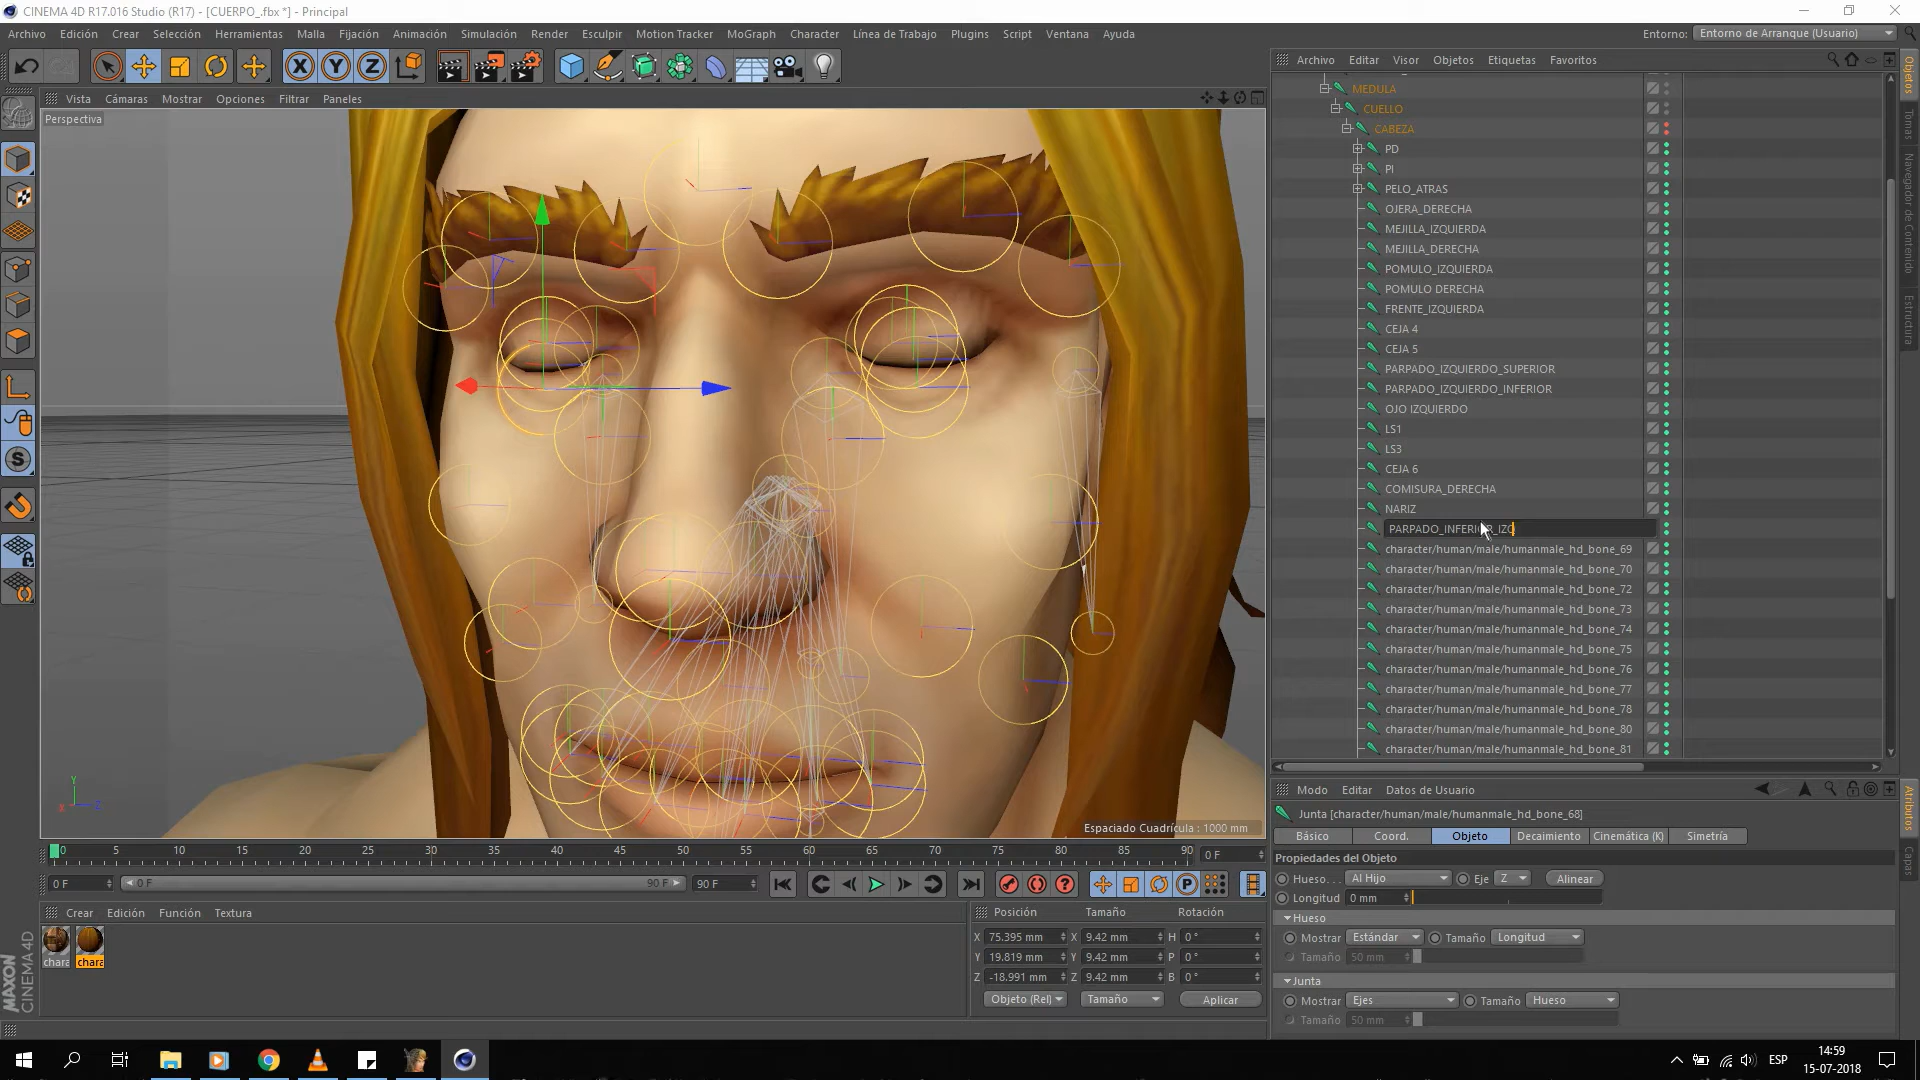 CINEMA 4D R17.016 Studio (R17) - [CUERPO_.fbx *] - Principal
Archivo Edición Crear Selección Herramientas Malla Fijación Animación Simulación Render Esculpir Motion Tracker MoGraph Character Línea de Trabajo Plugins Script Ventana Ayuda
Entorno: Entorno de Arranque (Usuario)
X Y Z
Archivo Editar Visor Objetos Etiquetas Favoritos
Vista Cámaras Mostrar Opciones Filtrar Paneles
Perspectiva
MEDULA
CUELLO
CABEZA
PD
PI
PELO_ATRAS
OJERA_DERECHA
MEJILLA_IZQUIERDA
MEJILLA_DERECHA
POMULO_IZQUIERDA
POMULO DERECHA
FRENTE_IZQUIERDA
CEJA 4
CEJA 5
PARPADO_IZQUIERDO_SUPERIOR
PARPADO_IZQUIERDO_INFERIOR
OJO IZQUIERDO
LS1
LS3
CEJA 6
COMISURA_DERECHA
NARIZ
character/human/male/humanmale_hd_bone_69
character/human/male/humanmale_hd_bone_70
character/human/male/humanmale_hd_bone_72
character/human/male/humanmale_hd_bone_73
character/human/male/humanmale_hd_bone_74
character/human/male/humanmale_hd_bone_75
character/human/male/humanmale_hd_bone_76
character/human/male/humanmale_hd_bone_77
character/human/male/humanmale_hd_bone_78
character/human/male/humanmale_hd_bone_80
character/human/male/humanmale_hd_bone_81
Objetos
Tomas
Navegador de Contenido
Estructura
Espaciado Cuadrícula : 1000 mm
Modo Editar Datos de Usuario
Junta [character/human/male/humanmale_hd_bone_68]
Básico Coord. Objeto Decaimiento Cinemática (K) Simetría
Propiedades del Objeto
Hueso. . . Al Hijo Eje Z Alinear
Longitud 0 mm
Hueso
Mostrar Estándar Tamaño Longitud
Tamaño 50 mm
Junta
Mostrar Ejes Tamaño Hueso
Tamaño 50 mm
Atributos
Capas
0 5 10 15 20 25 30 35 40 45 50 55 60 65 70 75 80 85 90 0 F
0 F 0 F 90 F 90 F
Crear Edición Función Textura
chara chara
Posición Tamaño Rotación
X 75.395 mm X 9.42 mm H 0 °
Y 19.819 mm Y 9.42 mm P 0 °
Z -18.991 mm Z 9.42 mm B 0 °
Objeto (Rel) Tamaño Aplicar
MAXON
CINEMA 4D
ESP
14:59
15-07-2018